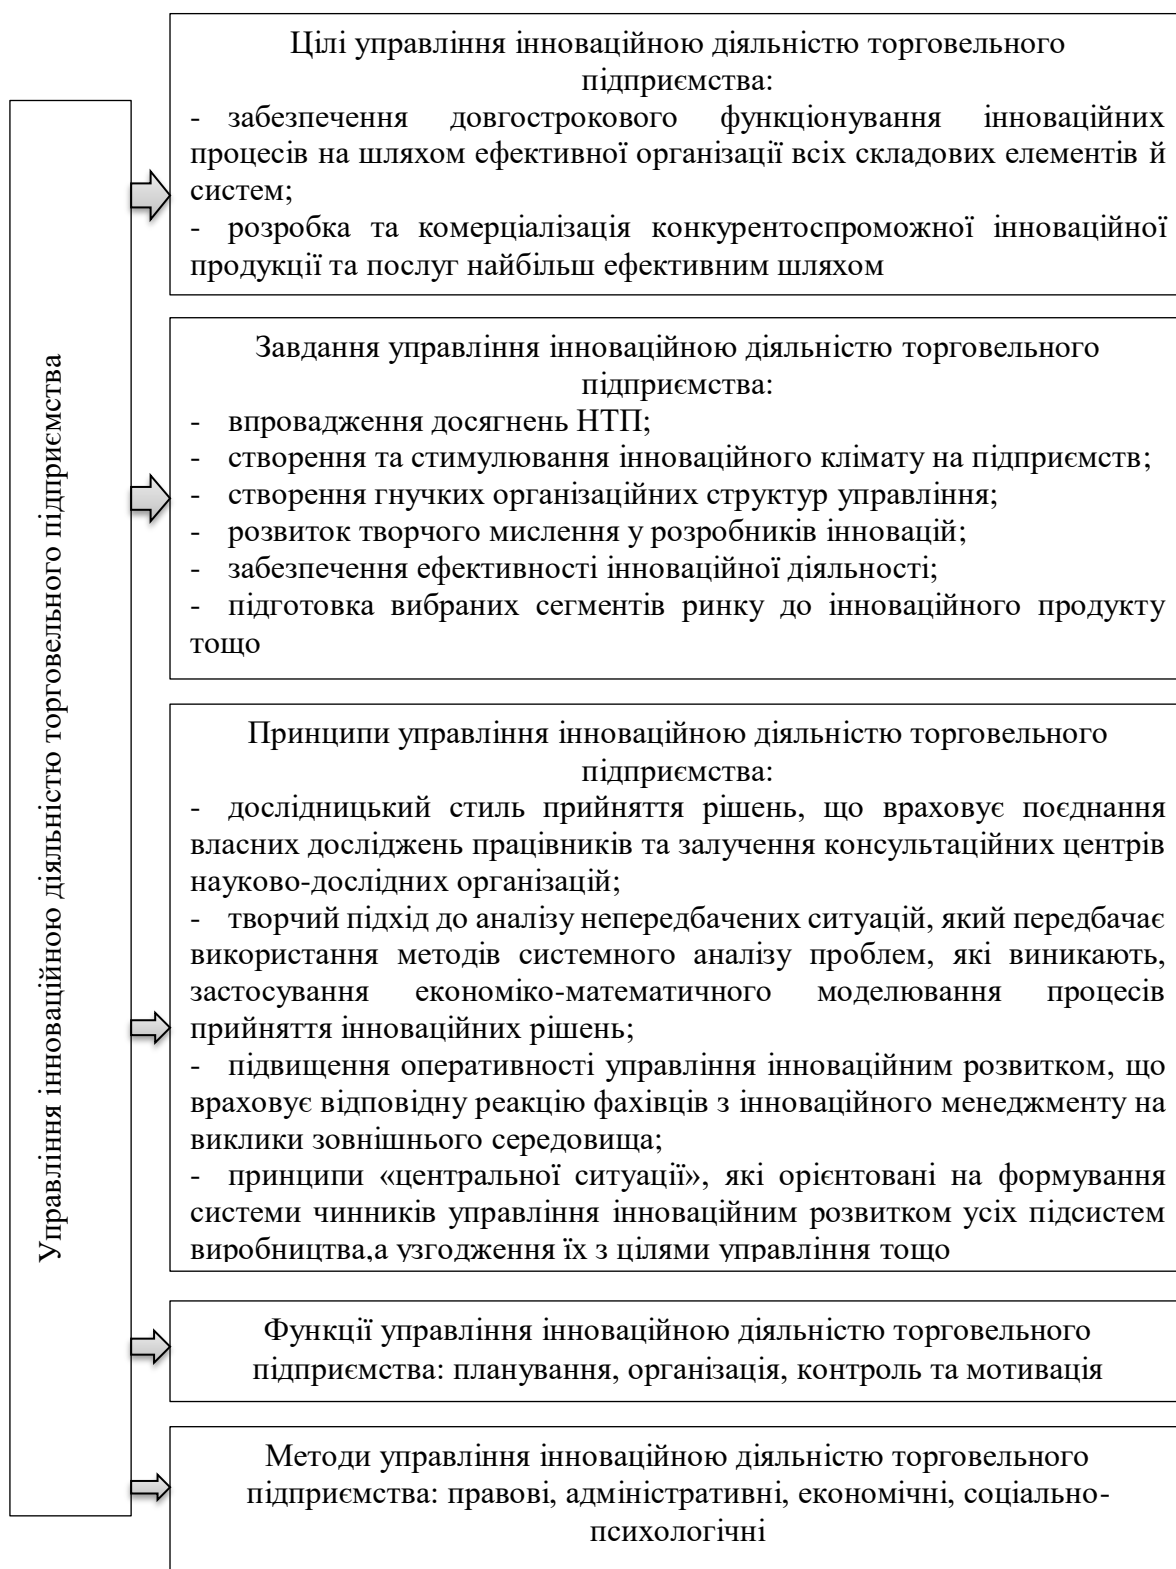 Управління інноваційною діяльністю торговельного підприємства
Цілі управління інноваційною діяльністю торговельного
підприємства:
- забезпечення довгострокового функціонування інноваційних
процесів на шляхом ефективної організації всіх складових елементів й
систем;
- розробка та комерціалізація конкурентоспроможної інноваційної
продукції та послуг найбільш ефективним шляхом
Завдання управління інноваційною діяльністю торговельного
підприємства:
- впровадження досягнень НТП;
- створення та стимулювання інноваційного клімату на підприємств;
- створення гнучких організаційних структур управління;
- розвиток творчого мислення у розробників інновацій;
- забезпечення ефективності інноваційної діяльності;
- підготовка вибраних сегментів ринку до інноваційного продукту
тощо
Принципи управління інноваційною діяльністю торговельного
підприємства:
- дослідницький стиль прийняття рішень, що враховує поєднання
власних досліджень працівників та залучення консультаційних центрів
науково-дослідних організацій;
- творчий підхід до аналізу непередбачених ситуацій, який передбачає
використання методів системного аналізу проблем, які виникають,
застосування економіко-математичного моделювання процесів
прийняття інноваційних рішень;
- підвищення оперативності управління інноваційним розвитком, що
враховує відповідну реакцію фахівців з інноваційного менеджменту на
виклики зовнішнього середовища;
- принципи «центральної ситуації», які орієнтовані на формування
системи чинників управління інноваційним розвитком усіх підсистем
виробництва,а узгодження їх з цілями управління тощо
Функції управління інноваційною діяльністю торговельного
підприємства: планування, організація, контроль та мотивація
Методи управління інноваційною діяльністю торговельного
підприємства: правові, адміністративні, економічні, соціально-
психологічні